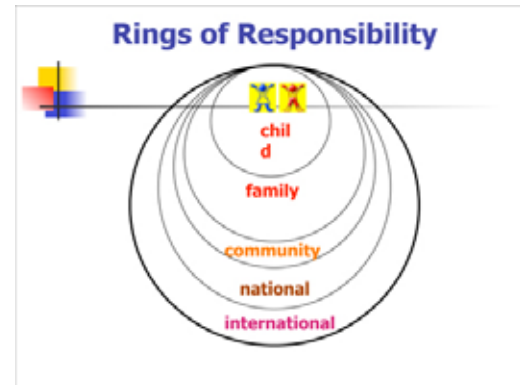 Rings of Responsibility
chil
d
family
community
national
international